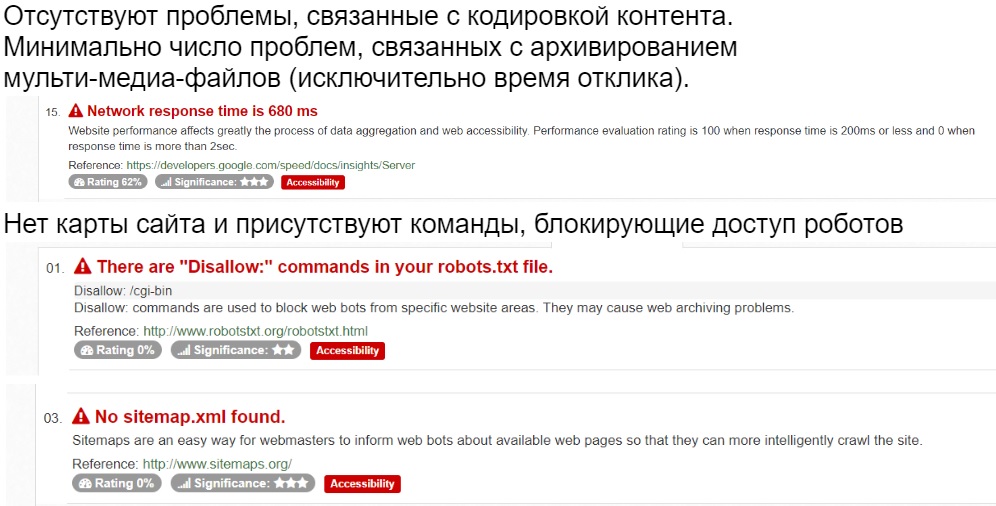 Отсутствуют проблемы, связанные с кодировкой контента.
Минимально число проблем, связанных с архивированием
мульти-медиа-файлов (исключительно время отклика).
15. Network response time is 680 ms
Website performance affects greatly the process of data aggregation and web accessibility. Performance evaluation rating is 100 when response time is 200ms or less and 0 when
response time is more than 2sec.
Reference: https://developers.google.com/speed/docs/insights/Server
Rating 62% Significance: ★★★ Accessibility
Нет карты сайта и присутствуют команды, блокирующие доступ роботов
01. There are "Disallow:" commands in your robots.txt file.
Disallow: /cgi-bin
Disallow: commands are used to block web bots from specific website areas. They may cause web archiving problems.
Reference: http://www.robotstxt.org/robotstxt.html
Rating 0% Significance: ★★ Accessibility
03. No sitemap.xml found.
Sitemaps are an easy way for webmasters to inform web bots about available web pages so that they can more intelligently crawl the site.
Reference: http://www.sitemaps.org/
Rating 0% Significance: ★★★ Accessibility